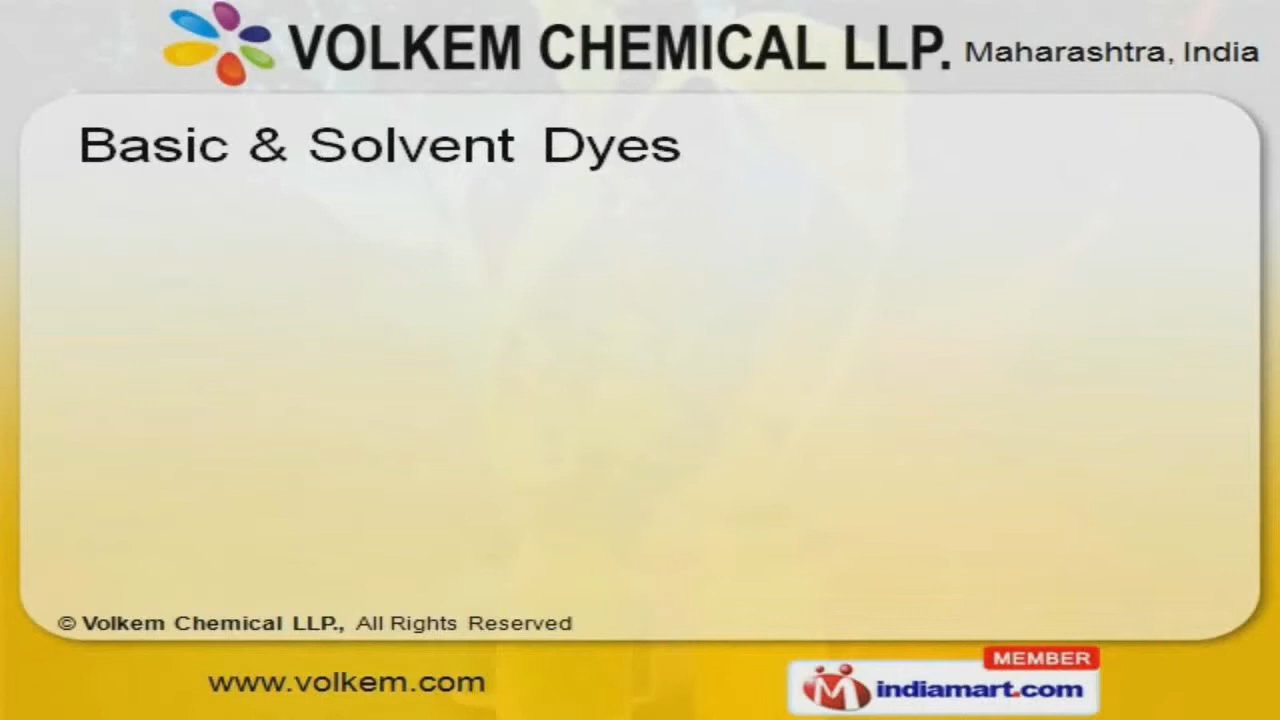 VOLKEM CHEMICAL LLP. Maharashtra, India
Basic & Solvent Dyes
© Volkem Chemical LLP., All Rights Reserved
MEMBER
www.volkem.com indiamart.com